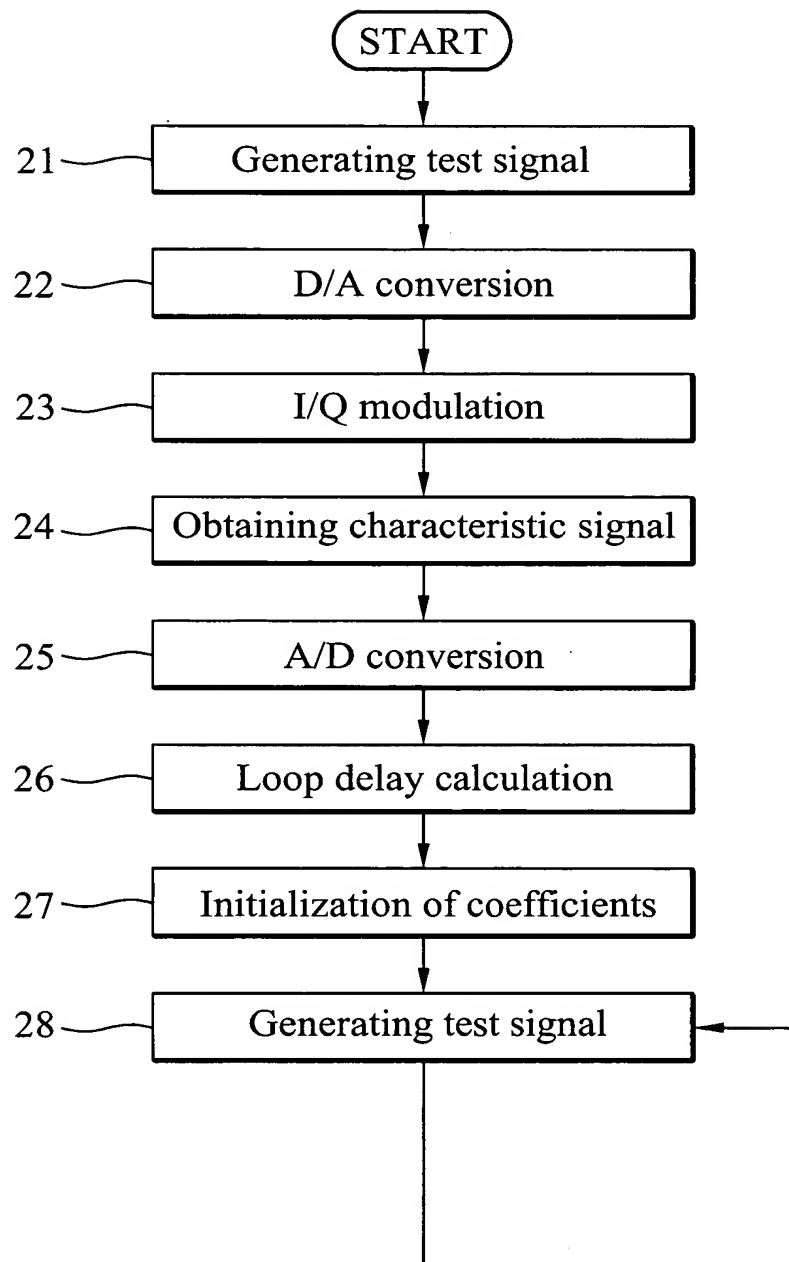 START
21 Generating test signal
22 D/A conversion
23 I/Q modulation
24 Obtaining characteristic signal
25 A/D conversion
26 Loop delay calculation
27 Initialization of coefficients
28 Generating test signal